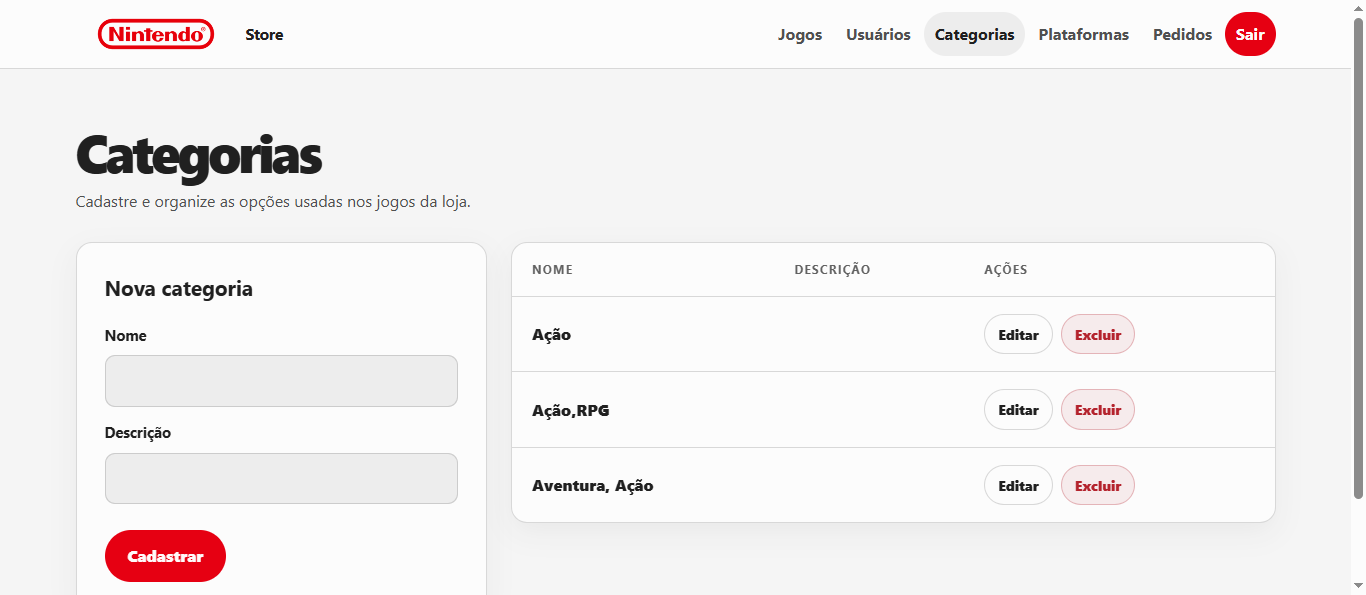 Nintendo® Store Jogos Usuários Categorias Plataformas Pedidos Sair
Categorias
Cadastre e organize as opções usadas nos jogos da loja.
Nova categoria
Nome
Descrição
Cadastrar
NOME DESCRIÇÃO AÇÕES
Ação Editar Excluir
Ação,RPG Editar Excluir
Aventura, Ação Editar Excluir